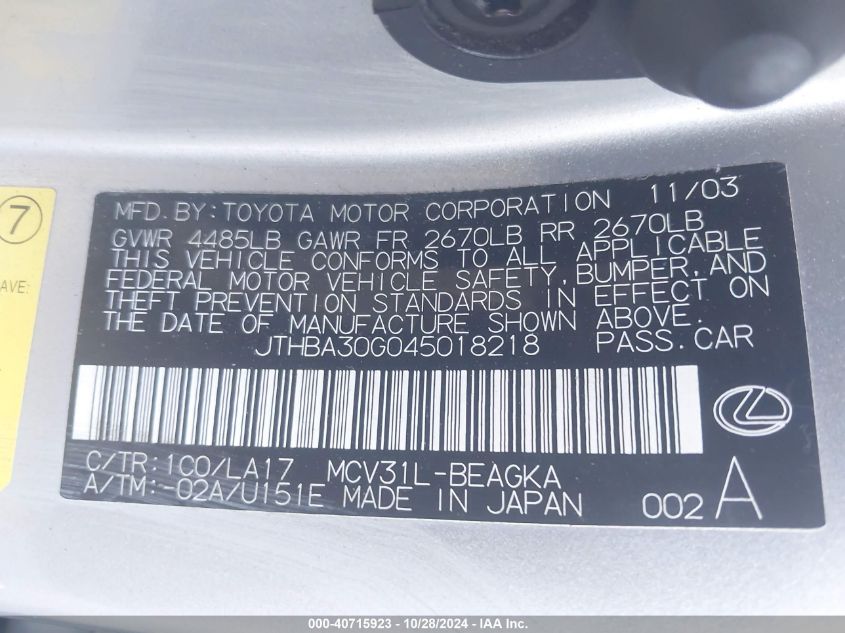 7
AVE:
MFD. BY: TOYOTA MOTOR CORPORATION 11/03
GVWR 4485LB GAWR FR 2670LB RR 2670LB
THIS VEHICLE CONFORMS TO ALL APPLICABLE
FEDERAL MOTOR VEHICLE SAFETY, BUMPER, AND
THEFT PREVENTION STANDARDS IN EFFECT ON
THE DATE OF MANUFACTURE SHOWN ABOVE.
JTHBA30G045018218 PASS. CAR
C/TR: 1C0/LA17 MCV31L-BEAGKA
A/TM: -02A/U151E MADE IN JAPAN 002 A
000-40715923 - 10/28/2024 - IAA Inc.